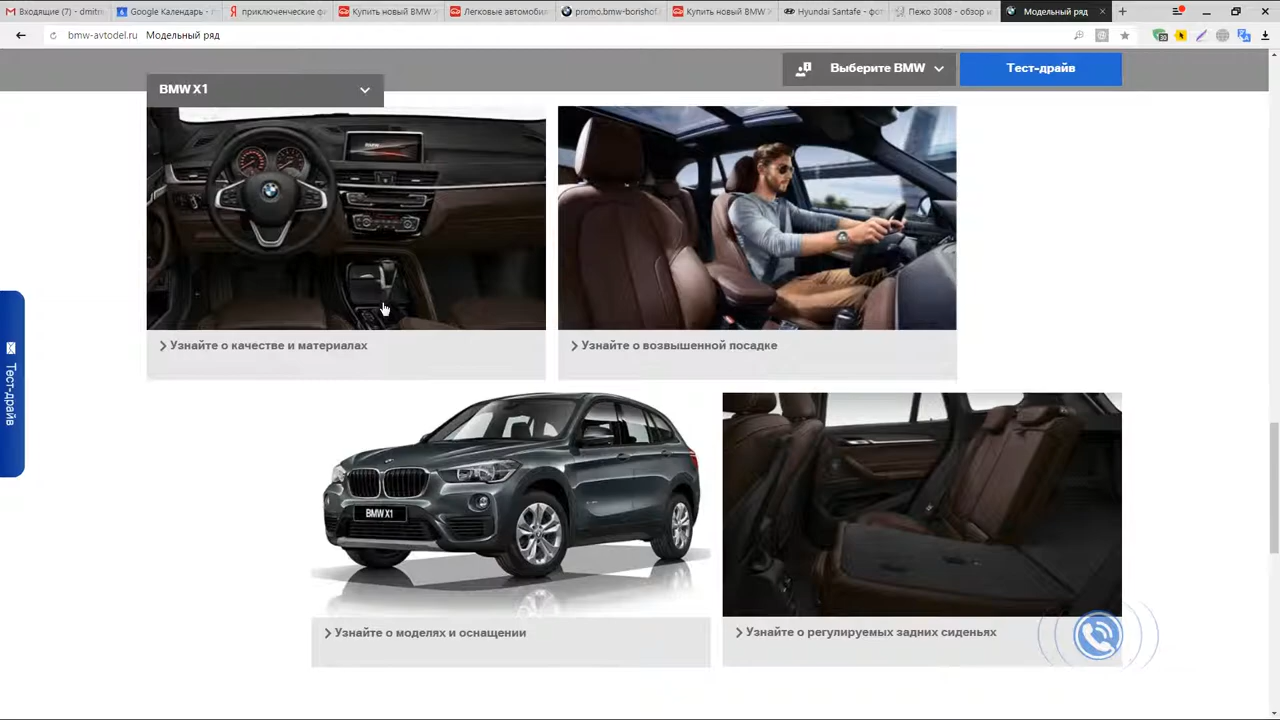 Входящие (7) - dmitr
Google Календарь - г
приключенческие ф
Купить новый BMW
Легковые автомобил
promo.bmw-borishof.
Купить новый BMW
Hyundai Santafe - фот
Пежо 3008 - обзор и
Модельный ряд
bmw-avtodel.ru Модельный ряд
Выберите BMW
Тест-драйв
BMW X1
Узнайте о качестве и материалах
Узнайте о возвышенной посадке
Тест-драйв
BMW X1
Узнайте о моделях и оснащении
Узнайте о регулируемых задних сиденьях